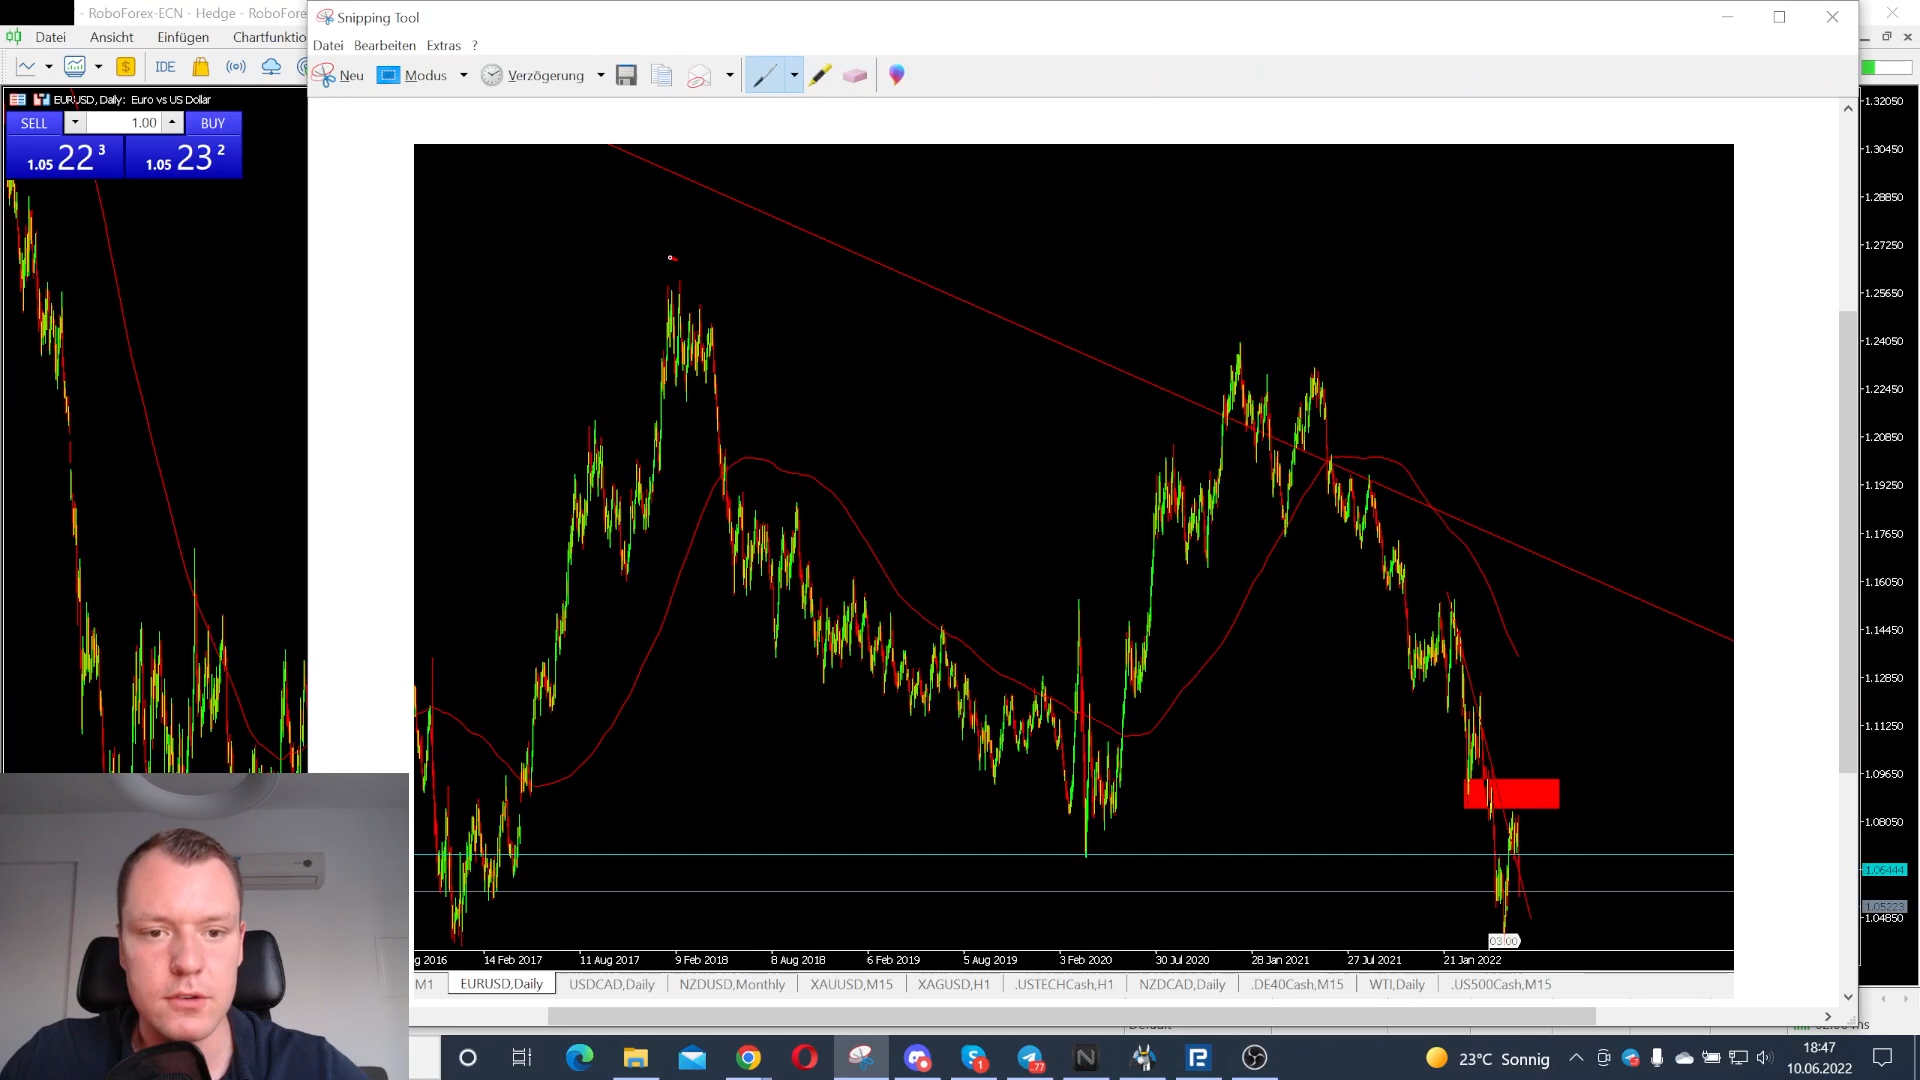 - RoboForex-ECN - Hedge - RoboFore
Snipping Tool
Datei Ansicht Einfügen Chartfunktio
Datei Bearbeiten Extras ?
IDE
Neu Modus Verzögerung
EURUSD, Daily: Euro vs US Dollar
SELL 1.00 BUY
1.05 22 3 1.05 23 2
1.32050
1.30450
1.28850
1.27250
1.25650
1.24050
1.22450
1.20850
1.19250
1.17650
1.16050
1.14450
1.12850
1.11250
1.09650
1.08050
1.06444
1.05223
1.04850
03:00
g 2016 14 Feb 2017 11 Aug 2017 9 Feb 2018 8 Aug 2018 6 Feb 2019 5 Aug 2019 3 Feb 2020 30 Jul 2020 28 Jan 2021 27 Jul 2021 21 Jan 2022
M1 EURUSD,Daily USDCAD,Daily NZDUSD,Monthly XAUUSD,M15 XAGUSD,H1 .USTECHCash,H1 NZDCAD,Daily .DE40Cash,M15 WTI,Daily .US500Cash,M15
23°C Sonnig
18:47
10.06.2022